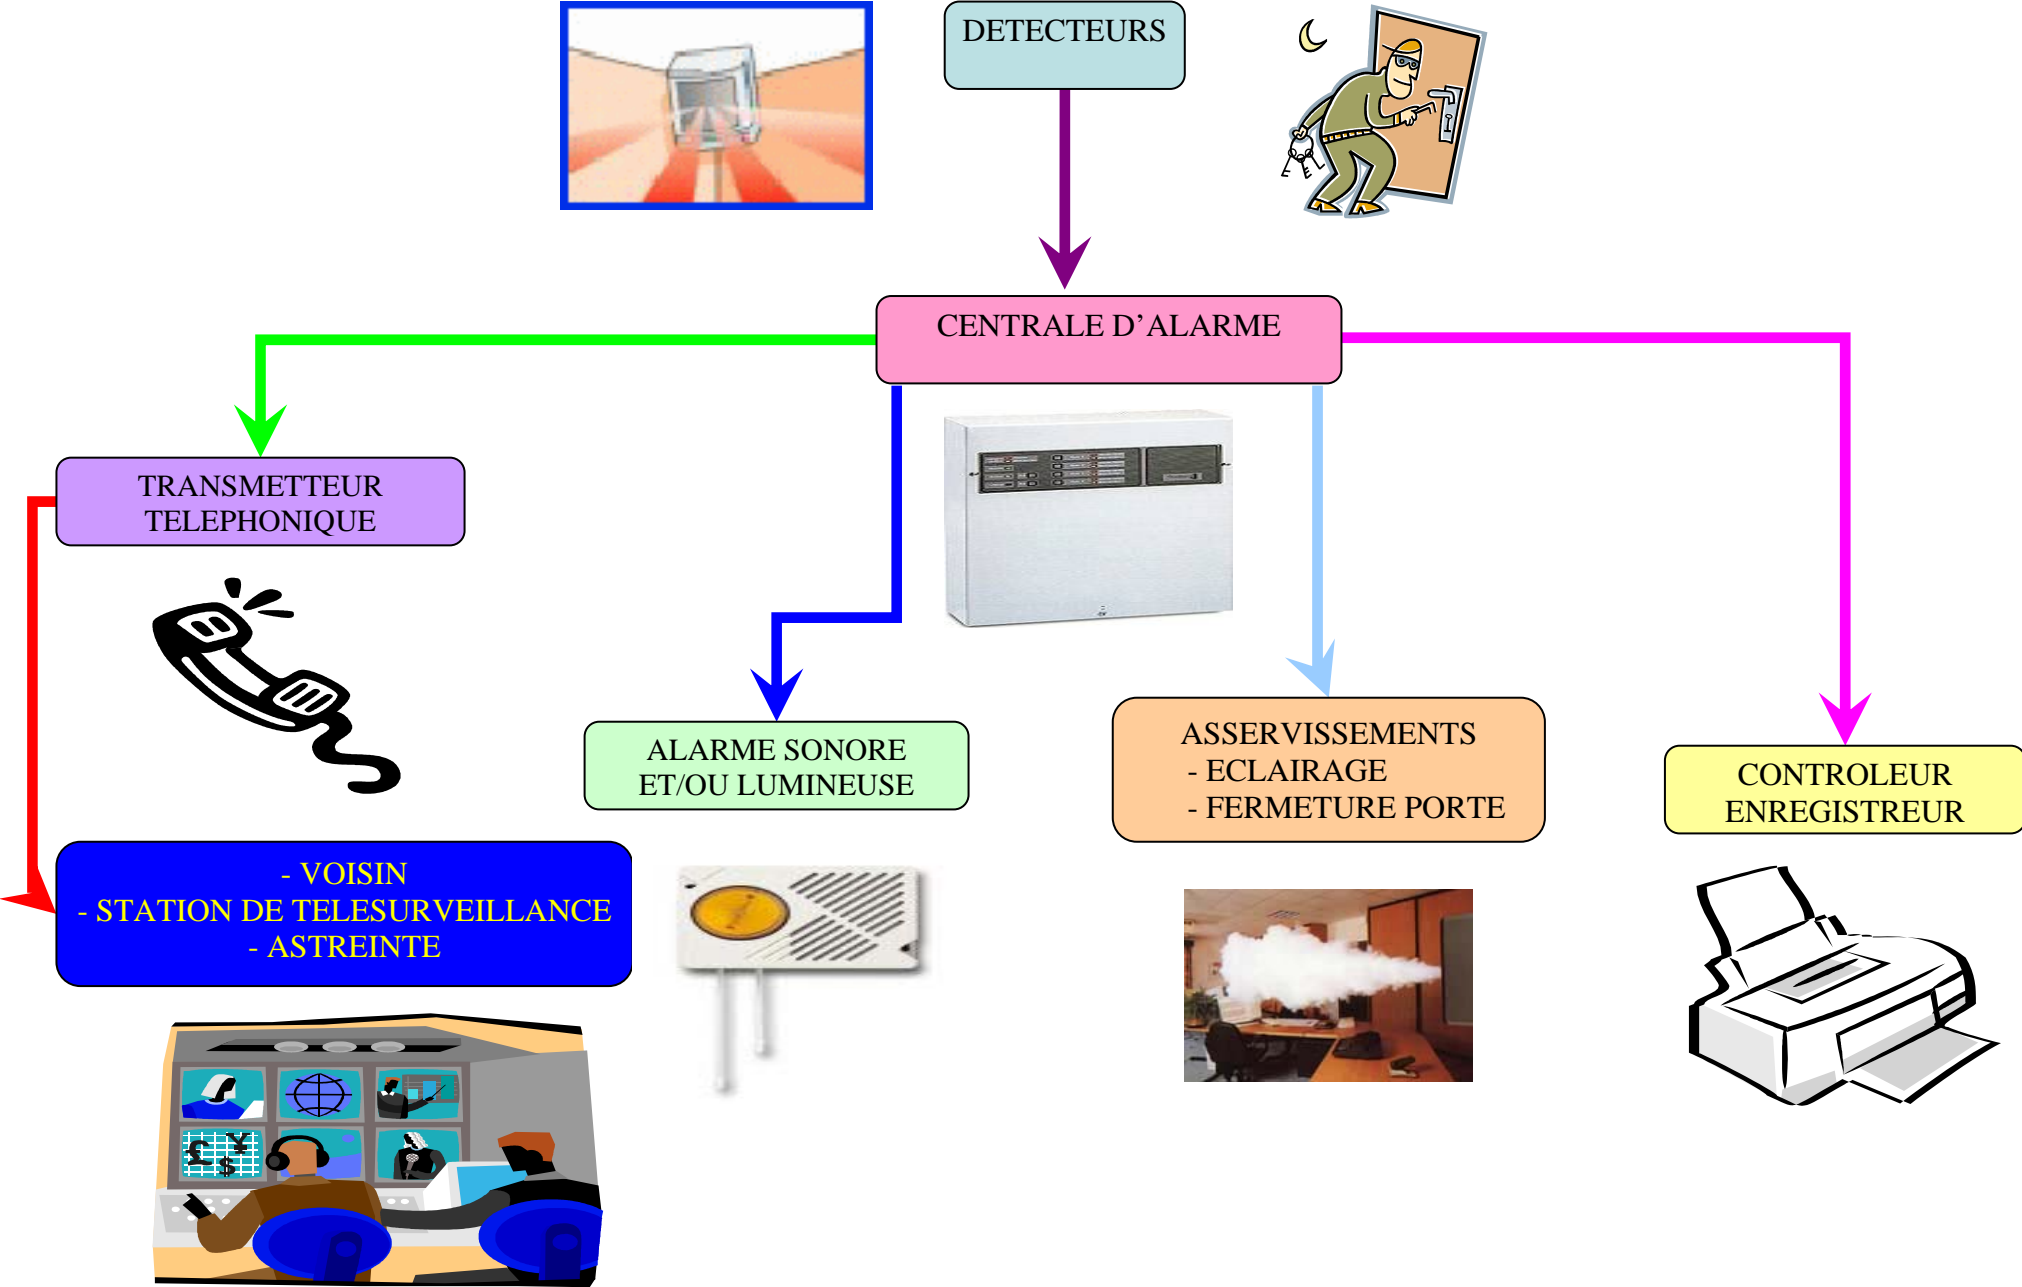 DETECTEURS
CENTRALE D’ALARME
TRANSMETTEUR
TELEPHONIQUE
ALARME SONORE
ET/OU LUMINEUSE
ASSERVISSEMENTS
- ECLAIRAGE
- FERMETURE PORTE
CONTROLEUR
ENREGISTREUR
- VOISIN
- STATION DE TELESURVEILLANCE
- ASTREINTE
£ $ ¥